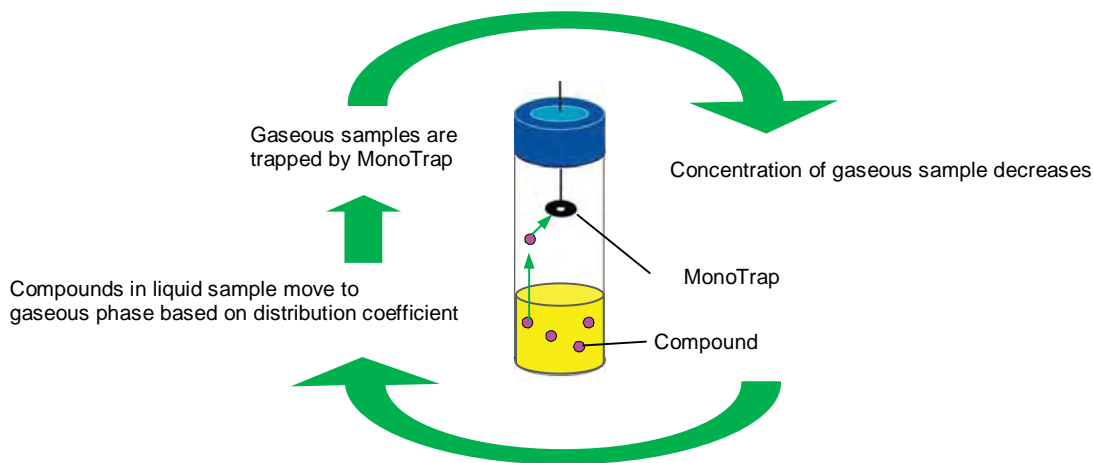 Gaseous samples are
trapped by MonoTrap
Concentration of gaseous sample decreases
MonoTrap
Compounds in liquid sample move to
gaseous phase based on distribution coefficient
Compound